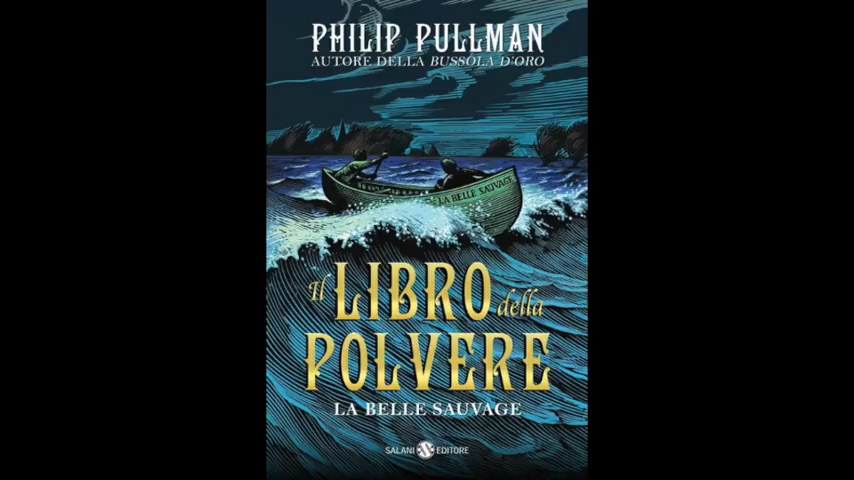 PHILIP PULLMAN
AUTORE DELLA BUSSOLA D'ORO
LA BELLE SAUVAGE
Il LIBRO della
POLVERE
LA BELLE SAUVAGE
SALANI EDITORE